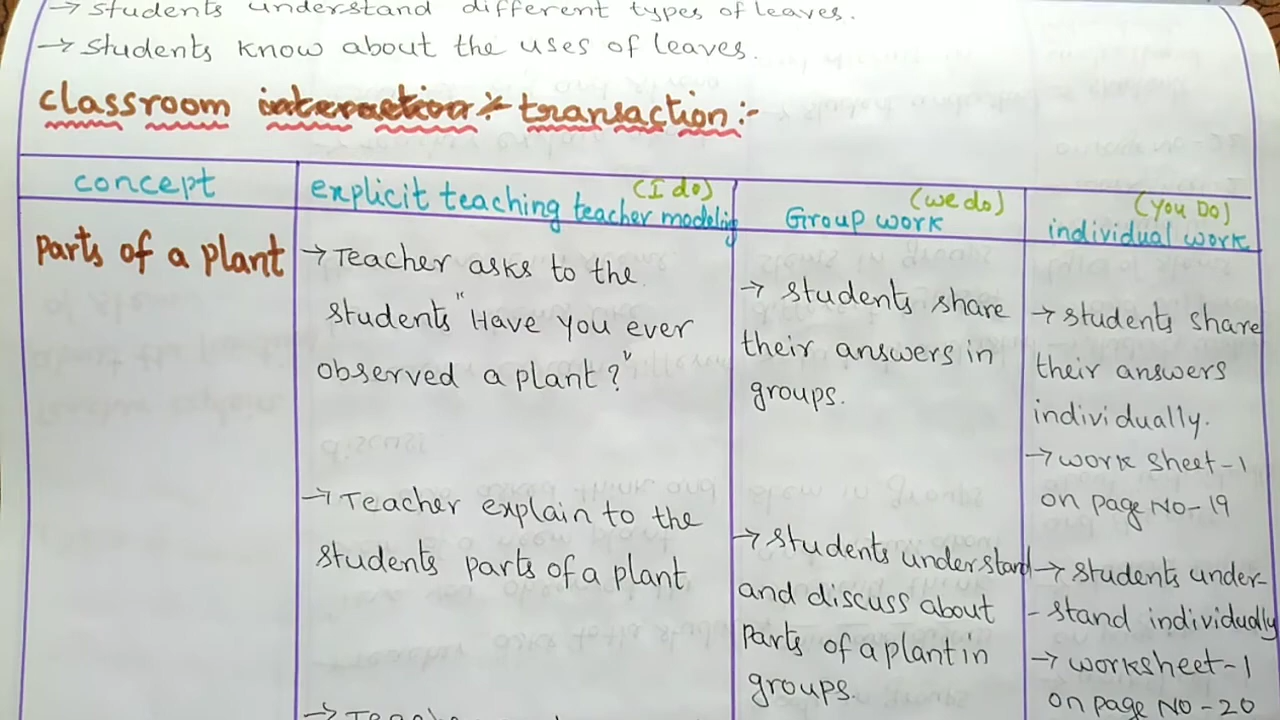 → students understand different types of leaves.
→ students know about the uses of leaves.
classroom interaction :- transaction :-
concept
explicit teaching teacher modeling (I do)
Group work (we do)
individual work (You Do)
parts of a plant
→ Teacher asks to the
students "Have you ever
observed a plant?"
→ students share
their answers in
groups.
→ students share
their answers
individually.
→ work sheet-1
on page No-19
→ Teacher explain to the
students parts of a plant
→ students understand
and discuss about
parts of a plant in
groups.
→ students under-
-stand individually
→ worksheet-1
on page No-20